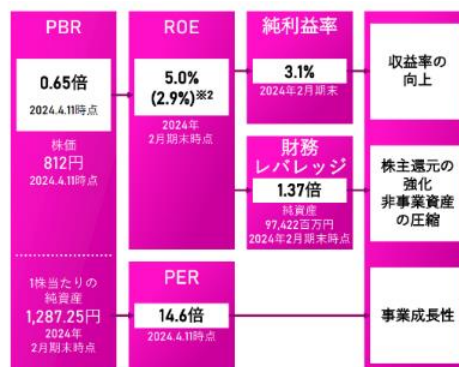 PBR
0.65倍
2024.4.11時点
株価
812円
2024.4.11時点
1株当たりの
純資産
1,287.25円
2024年
2月期末時点
ROE
5.0%
(2.9%)※2
2024年
2月期末時点
PER
14.6倍
2024.4.11時点
純利益率
3.1%
2024年2月期末
財務
レバレッジ
1.37倍
純資産
97,422百万円
2024年2月期末時点
収益率の
向上
株主還元の
強化
非事業資産
の圧縮
事業成長性